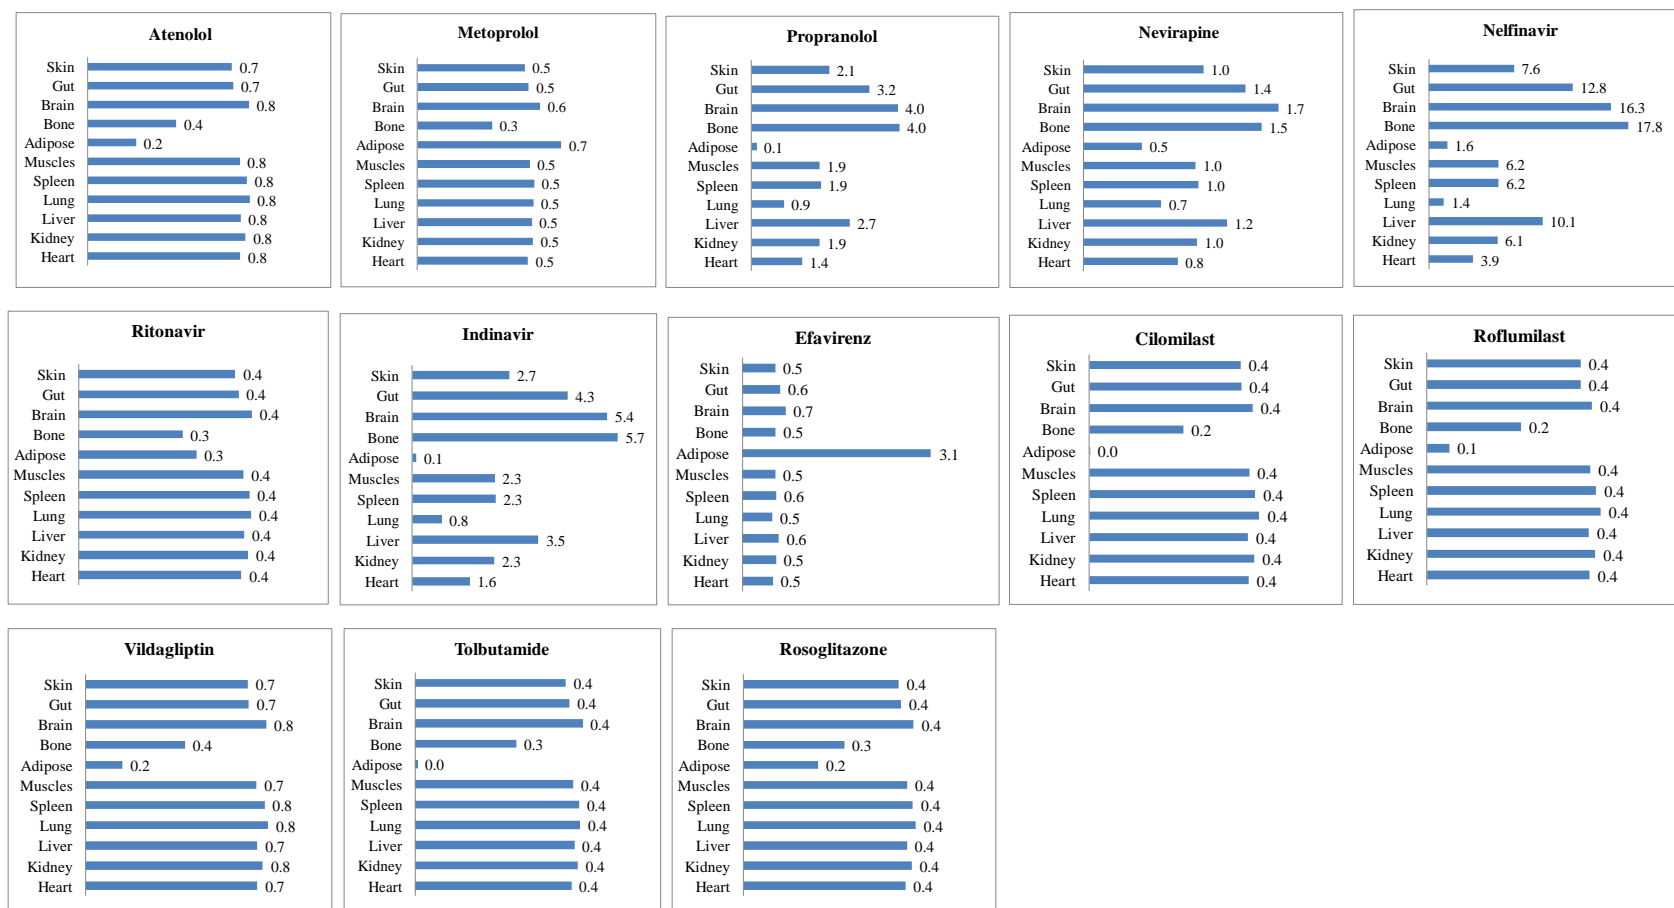 Atenolol
Skin 0.7
Gut 0.7
Brain 0.8
Bone 0.4
Adipose 0.2
Muscles 0.8
Spleen 0.8
Lung 0.8
Liver 0.8
Kidney 0.8
Heart 0.8
Metoprolol
Skin 0.5
Gut 0.5
Brain 0.6
Bone 0.3
Adipose 0.7
Muscles 0.5
Spleen 0.5
Lung 0.5
Liver 0.5
Kidney 0.5
Heart 0.5
Propranolol
Skin 2.1
Gut 3.2
Brain 4.0
Bone 4.0
Adipose 0.1
Muscles 1.9
Spleen 1.9
Lung 0.9
Liver 2.7
Kidney 1.9
Heart 1.4
Nevirapine
Skin 1.0
Gut 1.4
Brain 1.7
Bone 1.5
Adipose 0.5
Muscles 1.0
Spleen 1.0
Lung 0.7
Liver 1.2
Kidney 1.0
Heart 0.8
Nelfinavir
Skin 7.6
Gut 12.8
Brain 16.3
Bone 17.8
Adipose 1.6
Muscles 6.2
Spleen 6.2
Lung 1.4
Liver 10.1
Kidney 6.1
Heart 3.9
Ritonavir
Skin 0.4
Gut 0.4
Brain 0.4
Bone 0.3
Adipose 0.3
Muscles 0.4
Spleen 0.4
Lung 0.4
Liver 0.4
Kidney 0.4
Heart 0.4
Indinavir
Skin 2.7
Gut 4.3
Brain 5.4
Bone 5.7
Adipose 0.1
Muscles 2.3
Spleen 2.3
Lung 0.8
Liver 3.5
Kidney 2.3
Heart 1.6
Efavirenz
Skin 0.5
Gut 0.6
Brain 0.7
Bone 0.5
Adipose 3.1
Muscles 0.5
Spleen 0.6
Lung 0.5
Liver 0.6
Kidney 0.5
Heart 0.5
Cilomilast
Skin 0.4
Gut 0.4
Brain 0.4
Bone 0.2
Adipose 0.0
Muscles 0.4
Spleen 0.4
Lung 0.4
Liver 0.4
Kidney 0.4
Heart 0.4
Roflumilast
Skin 0.4
Gut 0.4
Brain 0.4
Bone 0.2
Adipose 0.1
Muscles 0.4
Spleen 0.4
Lung 0.4
Liver 0.4
Kidney 0.4
Heart 0.4
Vildagliptin
Skin 0.7
Gut 0.7
Brain 0.8
Bone 0.4
Adipose 0.2
Muscles 0.7
Spleen 0.8
Lung 0.8
Liver 0.7
Kidney 0.8
Heart 0.7
Tolbutamide
Skin 0.4
Gut 0.4
Brain 0.4
Bone 0.3
Adipose 0.0
Muscles 0.4
Spleen 0.4
Lung 0.4
Liver 0.4
Kidney 0.4
Heart 0.4
Rosoglitazone
Skin 0.4
Gut 0.4
Brain 0.4
Bone 0.3
Adipose 0.2
Muscles 0.4
Spleen 0.4
Lung 0.4
Liver 0.4
Kidney 0.4
Heart 0.4